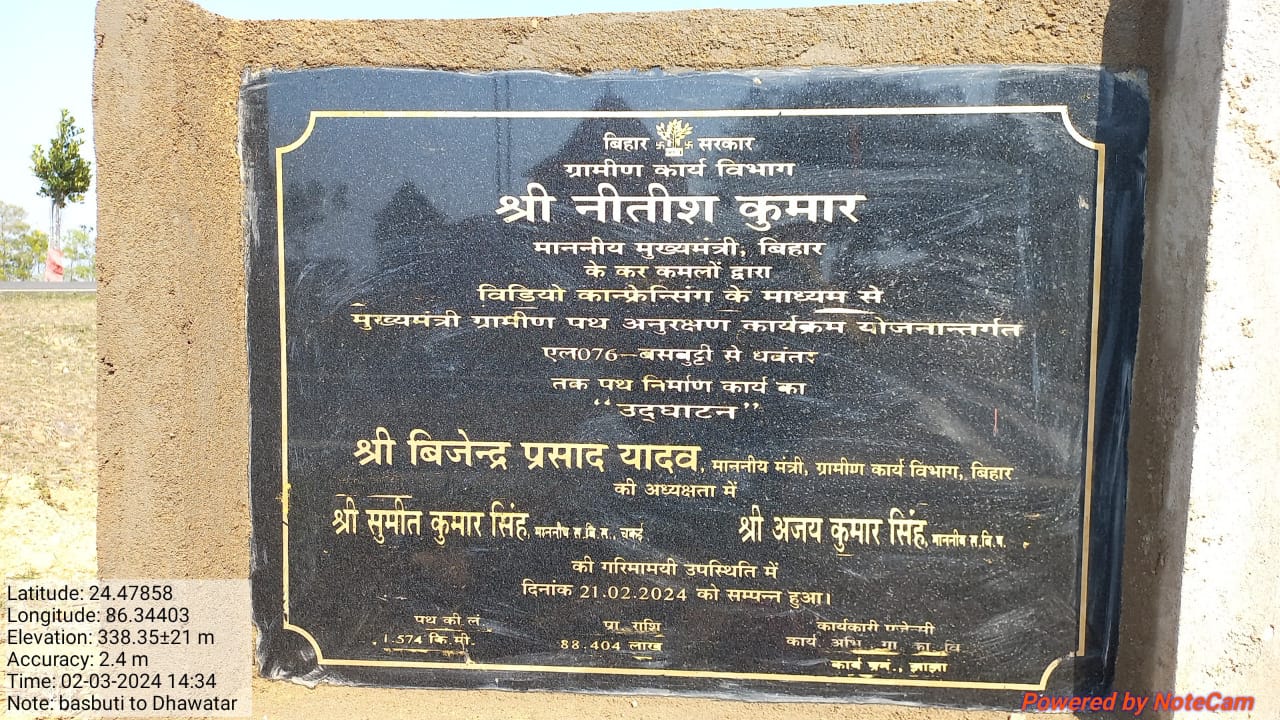 बिहार सरकार
ग्रामीण कार्य विभाग
श्री नीतीश कुमार
माननीय मुख्यमंत्री, बिहार
के कर कमलों द्वारा
विडियो कान्फ्रेन्सिंग के माध्यम से
मुख्यमंत्री ग्रामीण पथ अनुरक्षण कार्यक्रम योजनान्तर्गत
एल076–बसबुट्टी से
तक पथ निर्माण कार्य का
“उद्घाटन”
श्री बिजेन्द्र प्रसाद यादव, माननीय मंत्री, ग्रामीण कार्य विभाग, बिहार
की अध्यक्षता में
श्री सुमीत कुमार सिंह, माननीय स.वि.स., चकाई
श्री अजय कुमार सिंह, माननीय स.वि.प.
की गरिमामयी उपस्थिति में
दिनांक 21.02.2024 को सम्पन्न हुआ।
पथ की लं.
1.574 कि.मी.
प्रा. राशि
88.404 लाख
कार्यकारी एजेन्सी
कार्य
Latitude: 24.47858
Longitude: 86.34403
Elevation: 338.35±21 m
Accuracy: 2.4 m
Time: 02-03-2024 14:34
Note: basbuti to Dhawatar
Powered by NoteCam